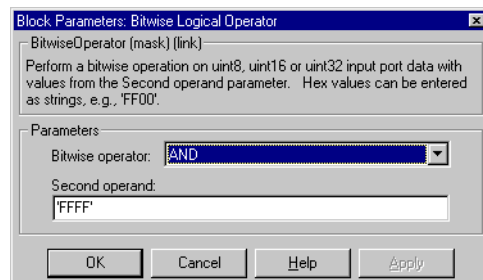 Block Parameters: Bitwise Logical Operator
BitwiseOperator (mask) (link)
Perform a bitwise operation on uint8, uint16 or uint32 input port data with
values from the Second operand parameter. Hex values can be entered
as strings, e.g., 'FF00'.
Parameters
Bitwise operator: AND
Second operand:
'FFFF'
OK Cancel Help Apply